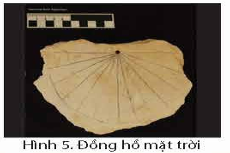 Hình 5. Đồng hồ mặt trời